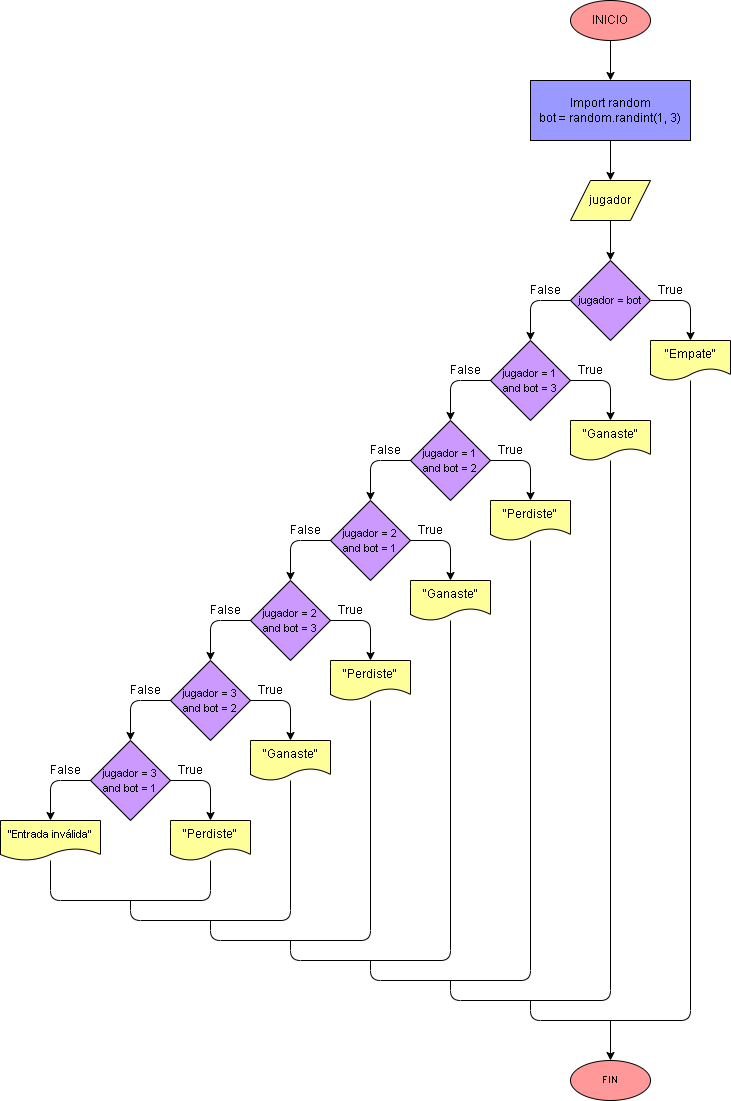 INICIO
Import random
bot = random.randint(1, 3)
jugador
False
jugador = bot
True
"Empate"
False
jugador = 1
and bot = 3
True
"Ganaste"
False
jugador = 1
and bot = 2
True
"Perdiste"
False
jugador = 2
and bot = 1
True
"Ganaste"
False
jugador = 2
and bot = 3
True
"Perdiste"
False
jugador = 3
and bot = 2
True
"Ganaste"
False
jugador = 3
and bot = 1
True
"Entrada inválida"
"Perdiste"
FIN